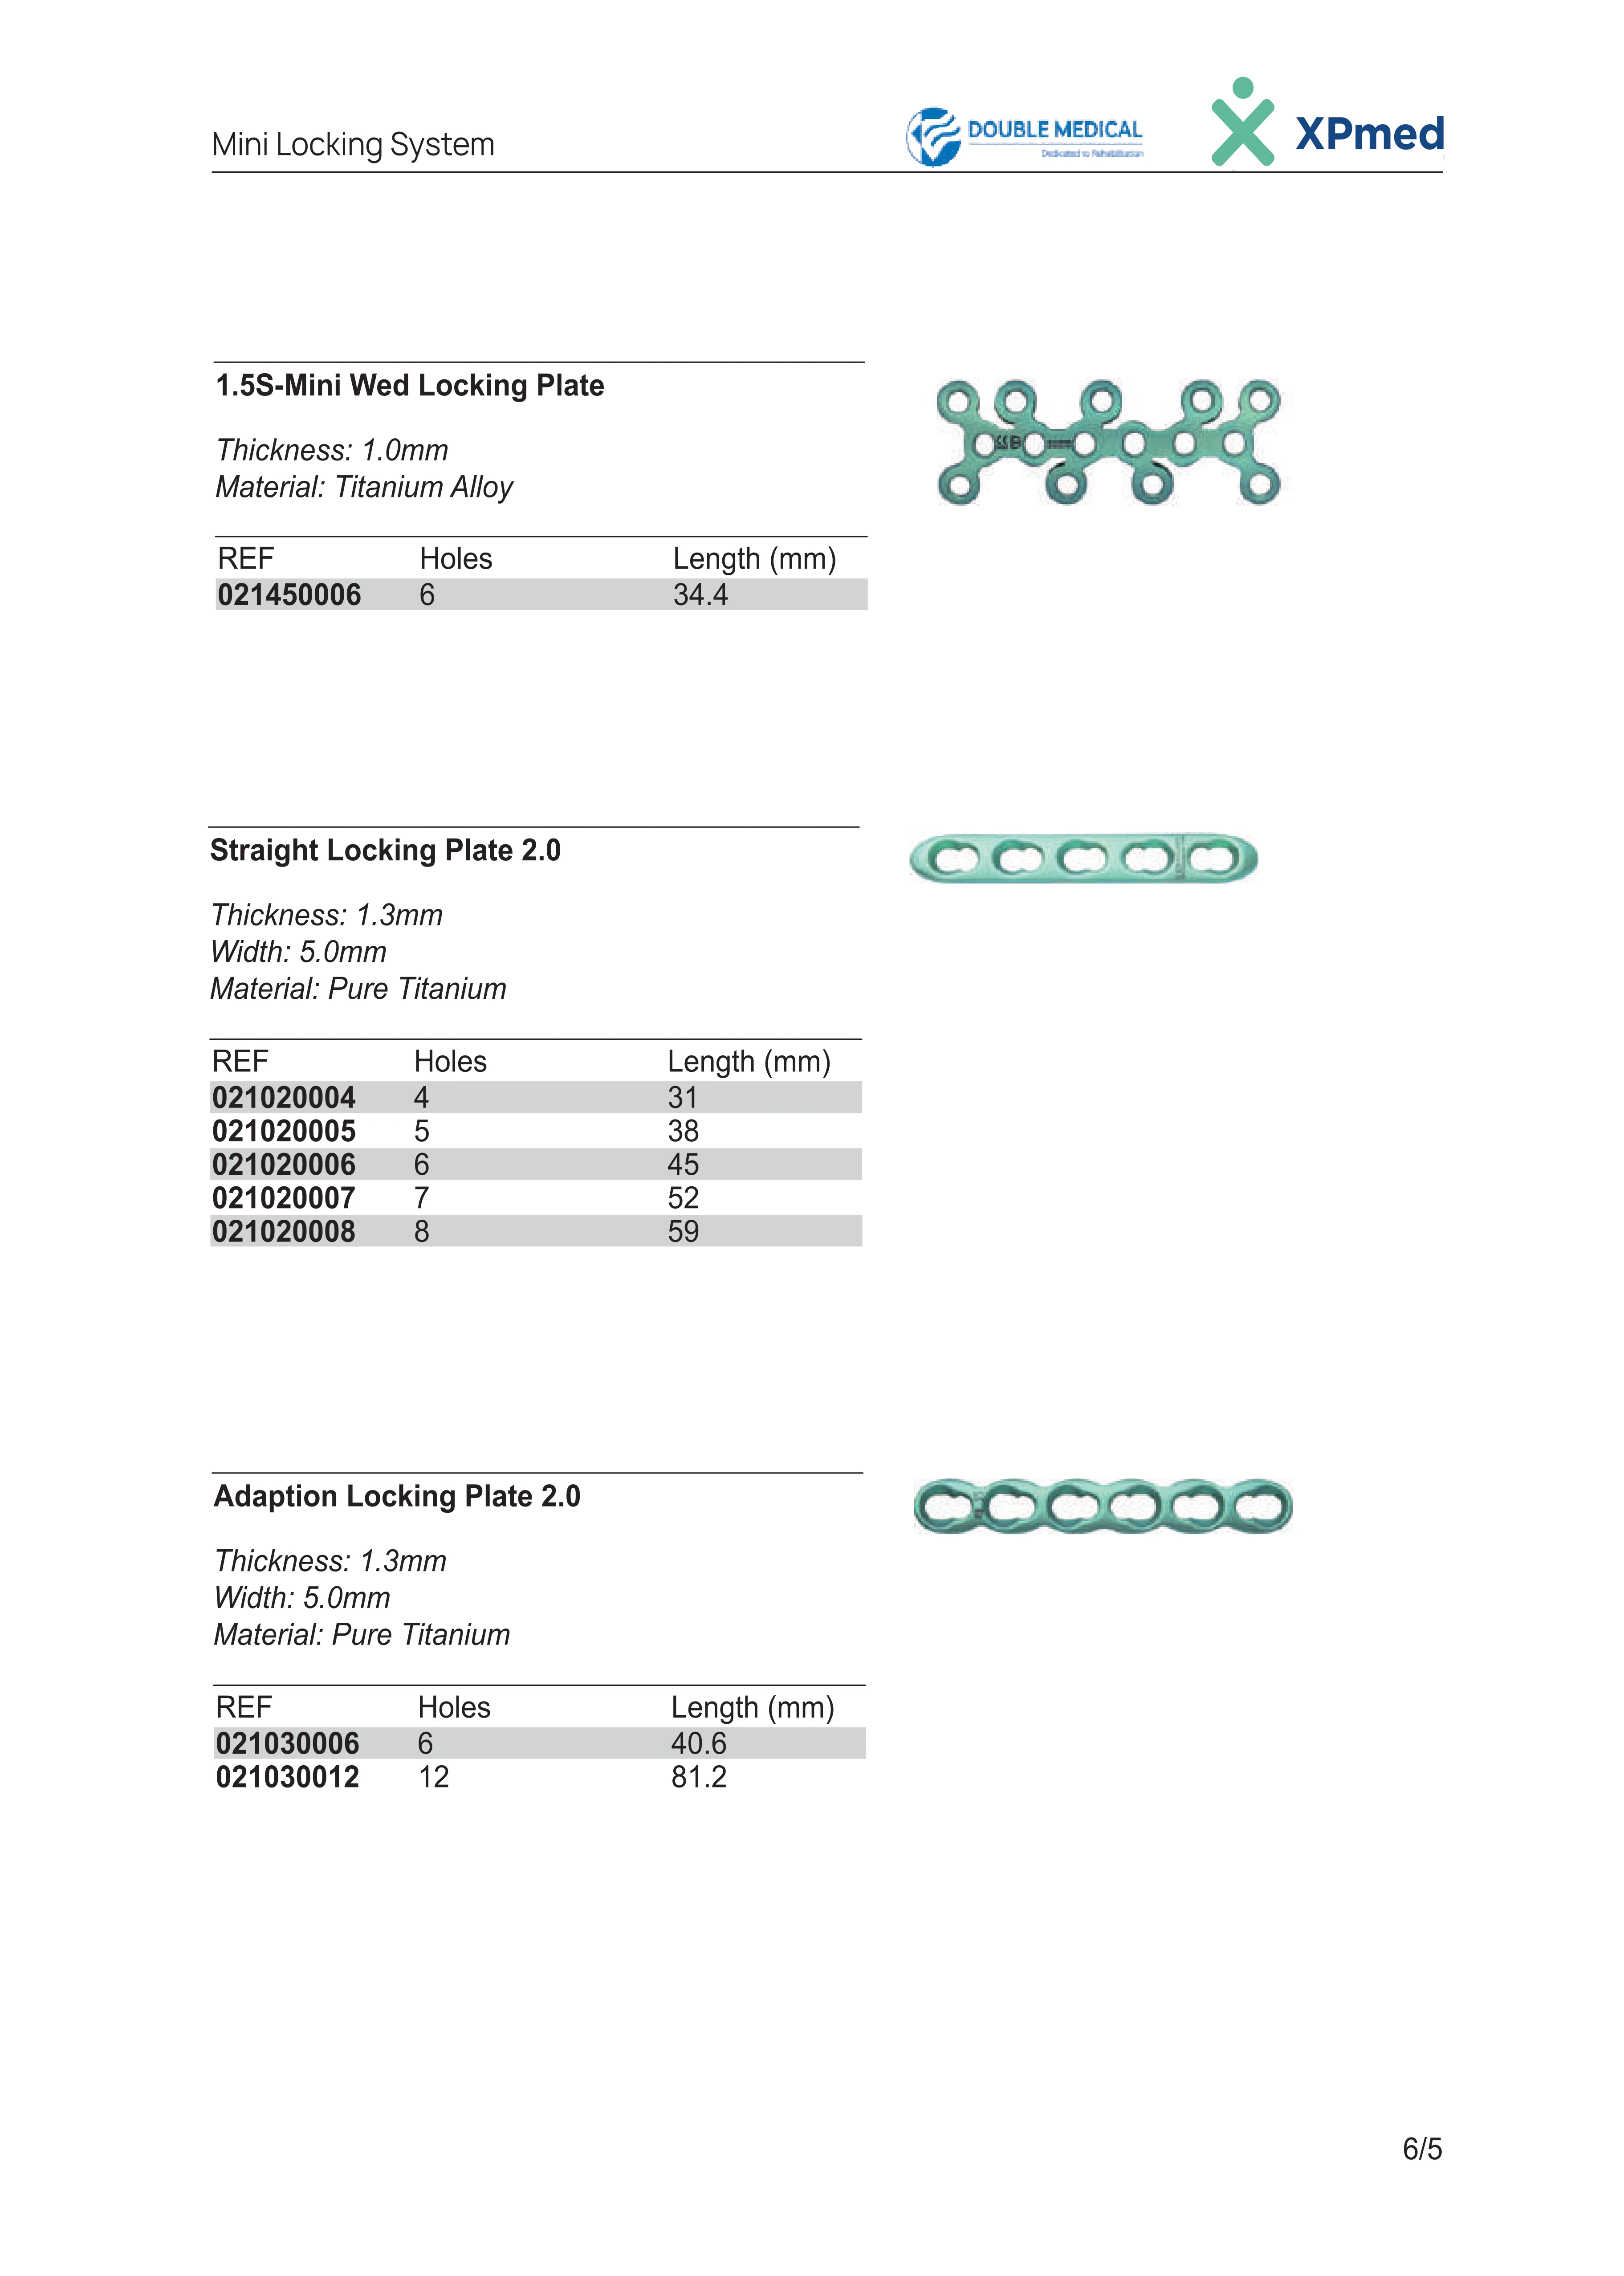 Mini Locking System
DOUBLE MEDICAL
Dedicated to Rehabilitation
XPmed
1.5S-Mini Wed Locking Plate
Thickness: 1.0mm
Material: Titanium Alloy
REF Holes Length (mm)
021450006 6 34.4
Straight Locking Plate 2.0
Thickness: 1.3mm
Width: 5.0mm
Material: Pure Titanium
REF Holes Length (mm)
021020004 4 31
021020005 5 38
021020006 6 45
021020007 7 52
021020008 8 59
Adaption Locking Plate 2.0
Thickness: 1.3mm
Width: 5.0mm
Material: Pure Titanium
REF Holes Length (mm)
021030006 6 40.6
021030012 12 81.2
6/5